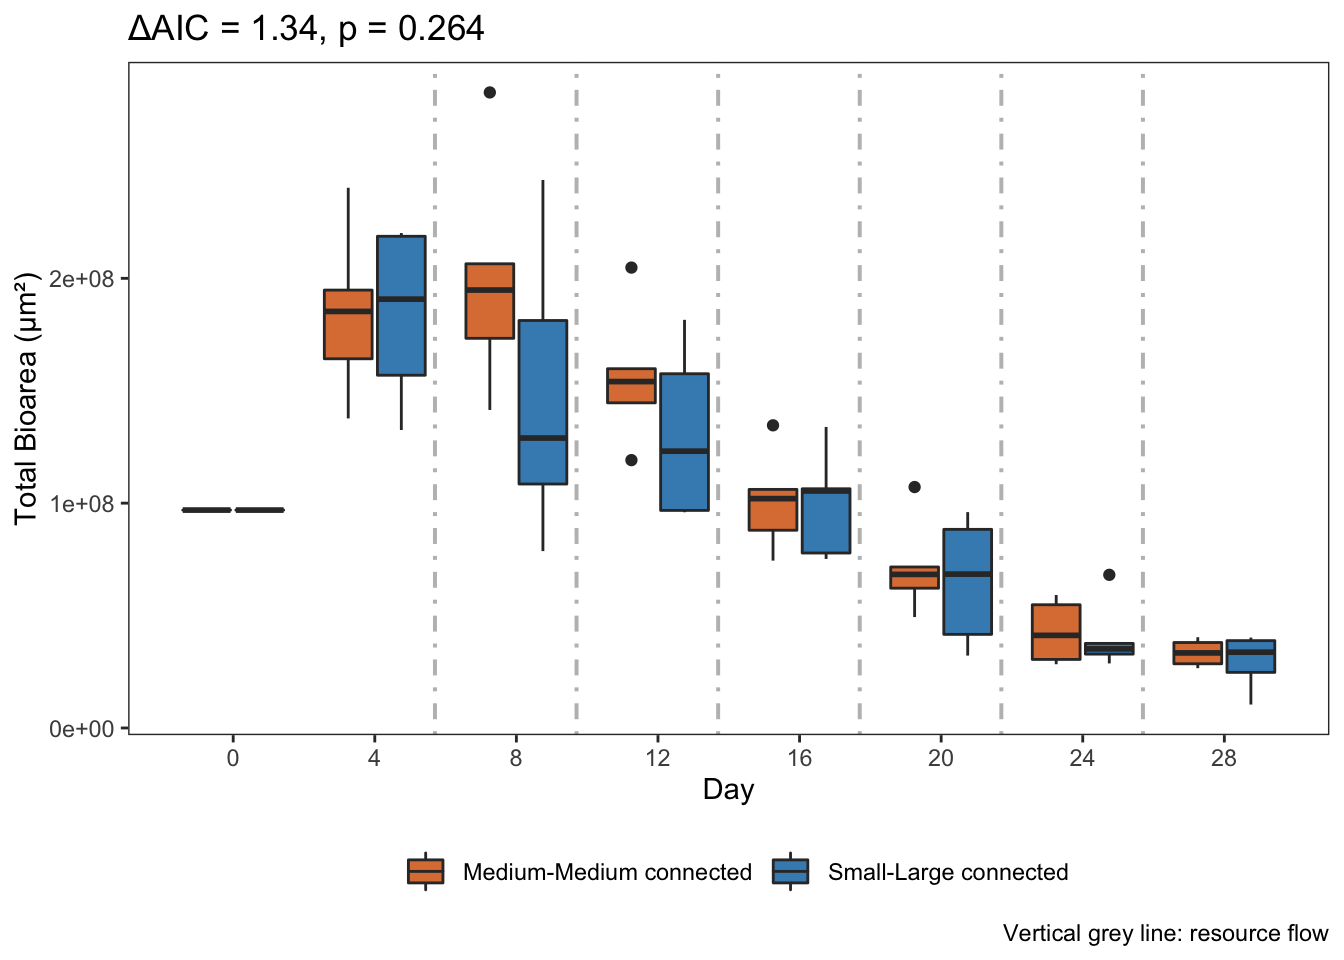 ΔAIC = 1.34, p = 0.264
Total Bioarea (μm²)
2e+08
1e+08
0e+00
0 4 8 12 16 20 24 28
Day
Medium-Medium connected Small-Large connected
Vertical grey line: resource flow